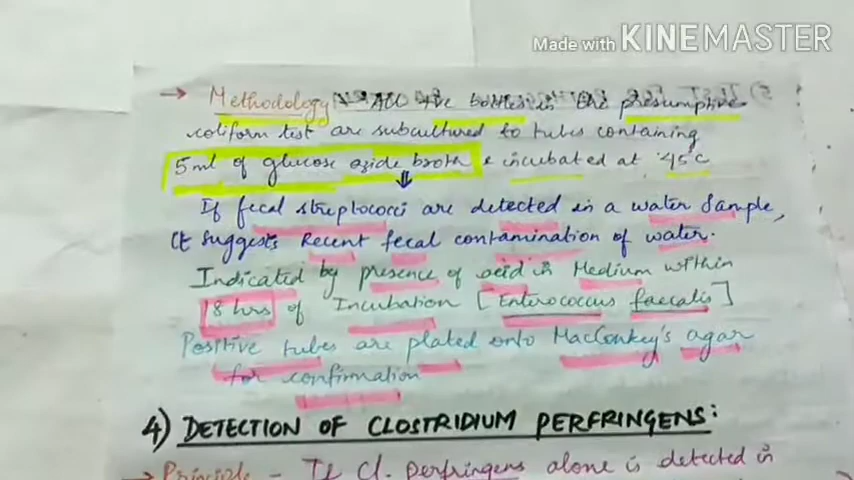 Made with KINEMASTER
→ Methodology All +ve bottles in the presumptive
coliform test are subcultured to tubes containing
5ml of glucose azide broth & incubated at 45°C
⇓
If fecal streptococci are detected in a water sample,
it suggests Recent fecal contamination of water.
Indicated by presence of acid in Medium within
18 hrs of Incubation [Enterococcus faecalis]
Positive tubes are plated onto MacConkey's agar
for confirmation
4) DETECTION OF CLOSTRIDIUM PERFRINGENS:
→ Principle - If Cl. perfringens alone is detected in